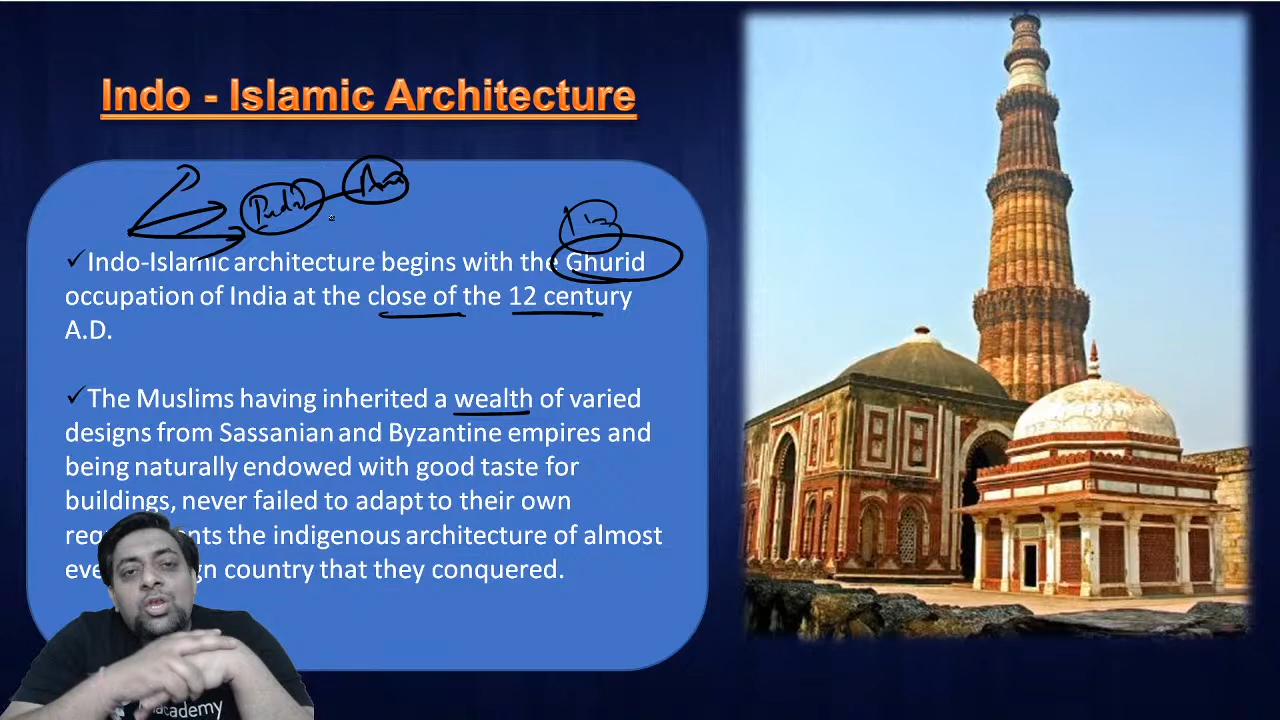 Indo - Islamic Architecture
✓Indo-Islamic architecture begins with the Ghurid
occupation of India at the close of the 12 century
A.D.
✓The Muslims having inherited a wealth of varied
designs from Sassanian and Byzantine empires and
being naturally endowed with good taste for
buildings, never failed to adapt to their own
the indigenous architecture of almost
country that they conquered.
academy